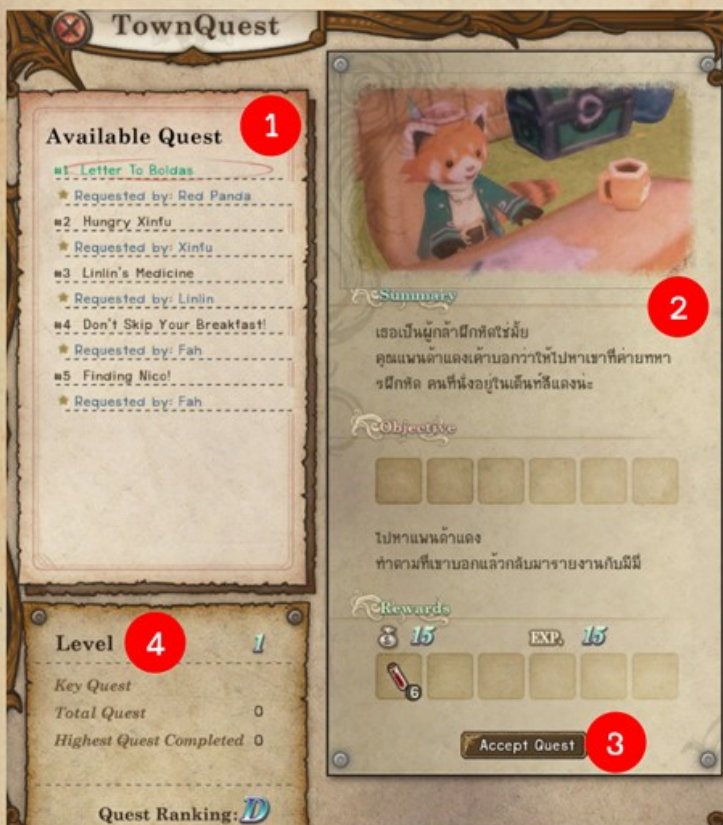 TownQuest
Available Quest
1
#1 Letter To Boldas
Requested by: Red Panda
#2 Hungry Xinfu
Requested by: Xinfu
#3 Linlin's Medicine
Requested by: Linlin
#4 Don't Skip Your Breakfast!
Requested by: Fah
#5 Finding Nico!
Requested by: Fah
Level 4 1
Key Quest
Total Quest 0
Highest Quest Completed 0
Quest Ranking: D
Summary
2
เธอเป็นผู้กล้าฝึกหัดใช่มั้ย
คุณแพนด้าแดงเค้าบอกว่าให้ไปหาเขาที่ค่ายทหา
รฝึกหัด คนที่นั่งอยู่ในเต็นท์สีแดงน่ะ
Objective
ไปหาแพนด้าแดง
ทำตามที่เขาบอกแล้วกลับมารายงานกับมีมี่
Rewards
15 EXP. 15
6
Accept Quest 3